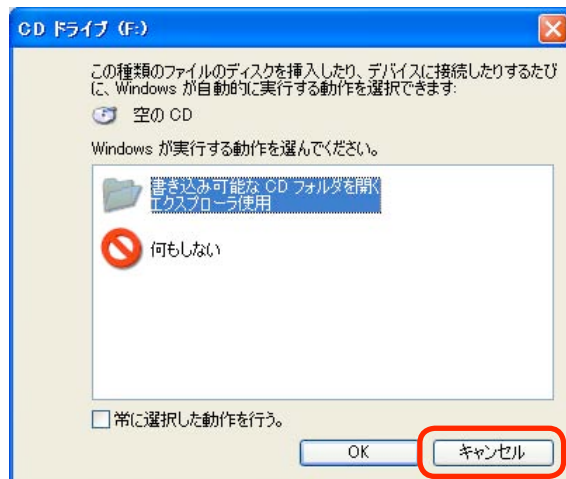 CD ドライブ (F:)
この種類のファイルのディスクを挿入したり、デバイスに接続したりするたび
に、Windows が自動的に実行する動作を選択できます:
空の CD
Windows が実行する動作を選んでください。
書き込み可能な CD フォルダを開く
エクスプローラ使用
何もしない
常に選択した動作を行う。
OK
キャンセル